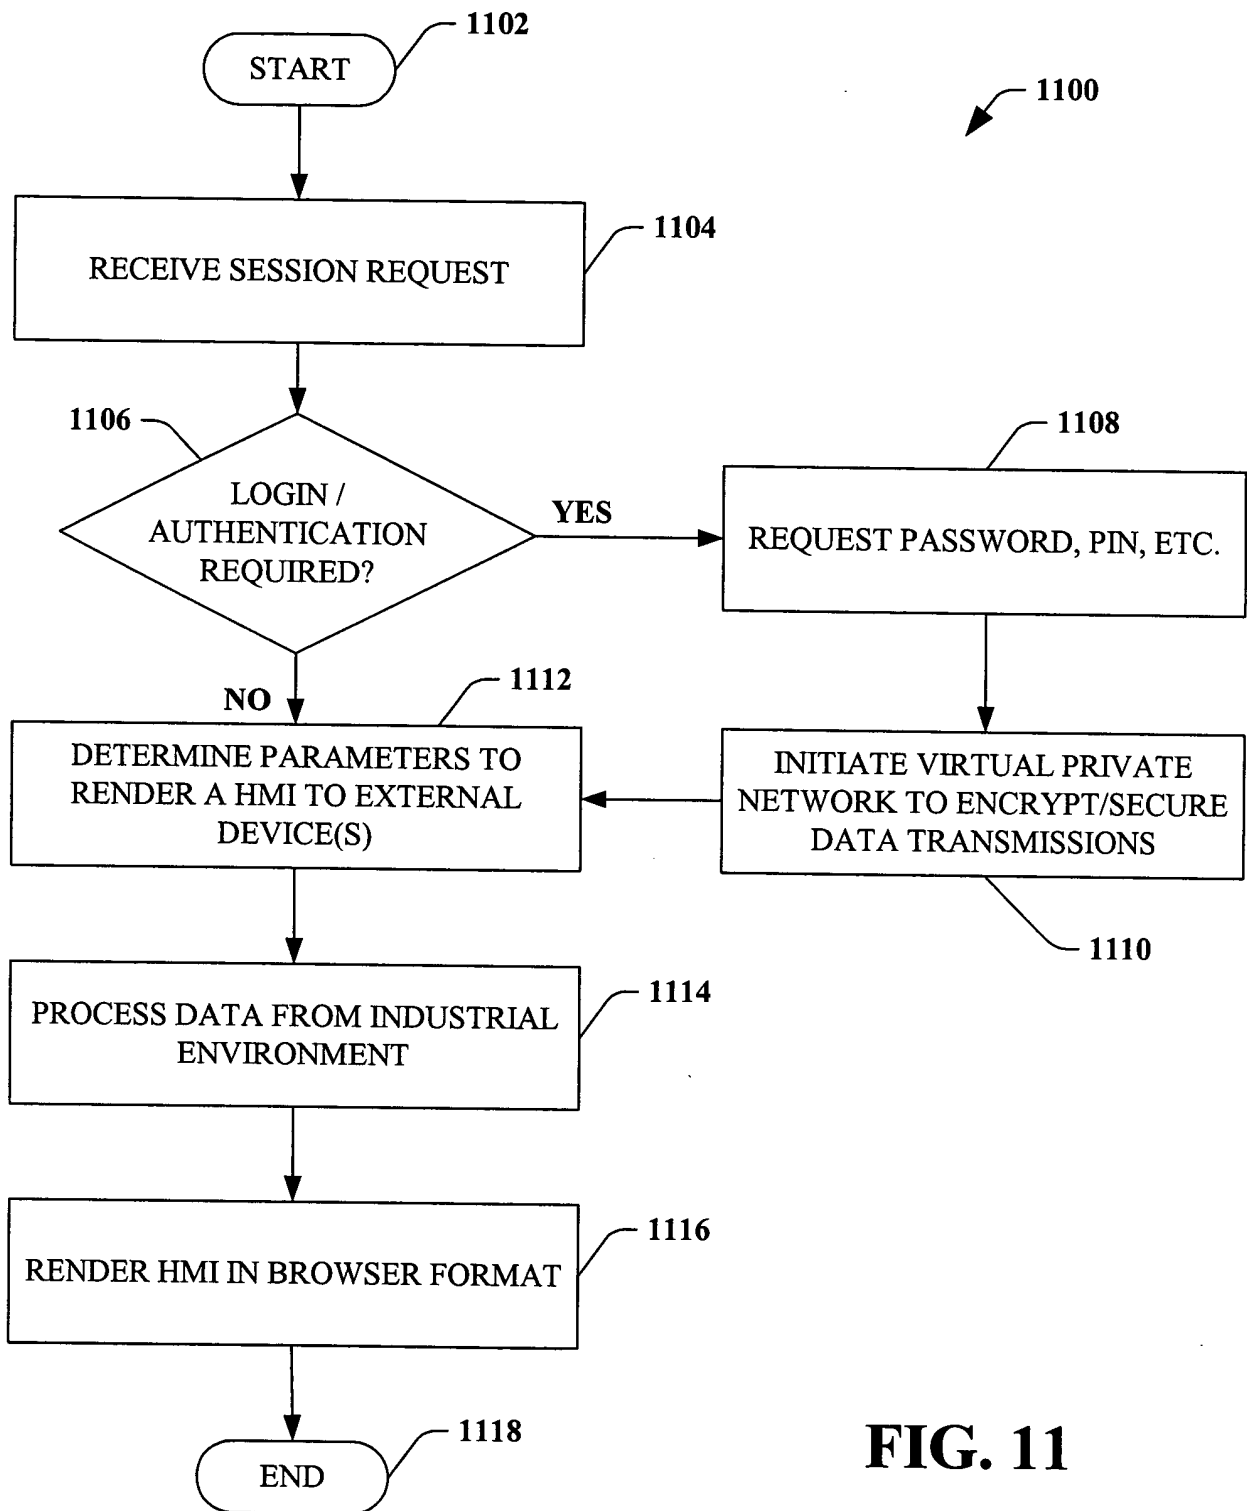 1102
START
1100
1104
RECEIVE SESSION REQUEST
1106
LOGIN /
AUTHENTICATION
REQUIRED?
YES
1108
REQUEST PASSWORD, PIN, ETC.
NO
1112
DETERMINE PARAMETERS TO
RENDER A HMI TO EXTERNAL
DEVICE(S)
INITIATE VIRTUAL PRIVATE
NETWORK TO ENCRYPT/SECURE
DATA TRANSMISSIONS
1110
1114
PROCESS DATA FROM INDUSTRIAL
ENVIRONMENT
1116
RENDER HMI IN BROWSER FORMAT
1118
END
FIG. 11